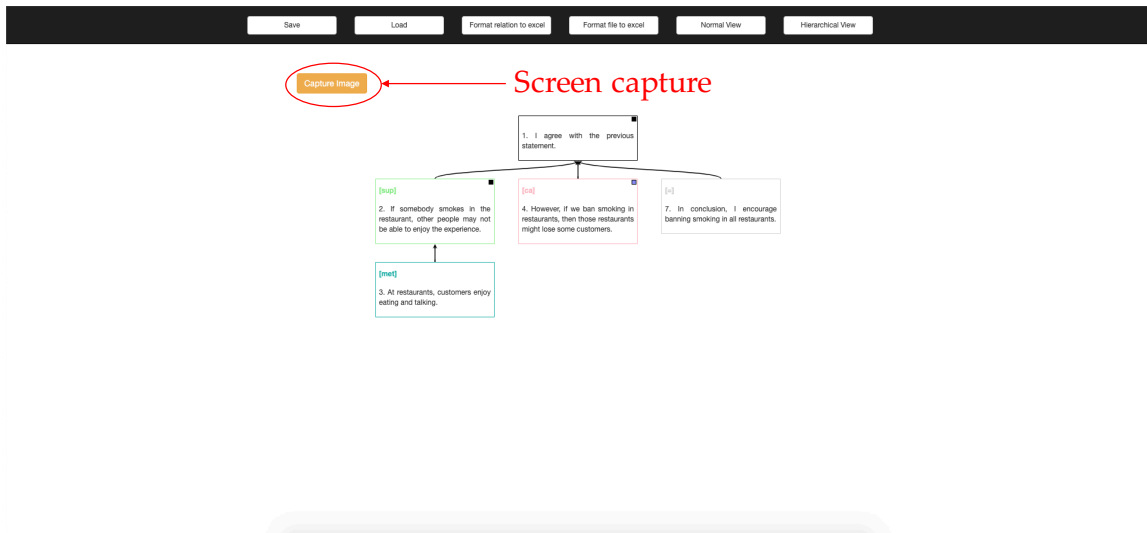 Save Load Format relation to excel Format file to excel Normal View Hierarchical View
Capture Image
Screen capture
1. I agree with the previous
statement.
[sup]
2. If somebody smokes in the
restaurant, other people may not
be able to enjoy the experience.
[ca]
4. However, if we ban smoking in
restaurants, then those restaurants
might lose some customers.
[=]
7. In conclusion, I encourage
banning smoking in all restaurants.
[met]
3. At restaurants, customers enjoy
eating and talking.